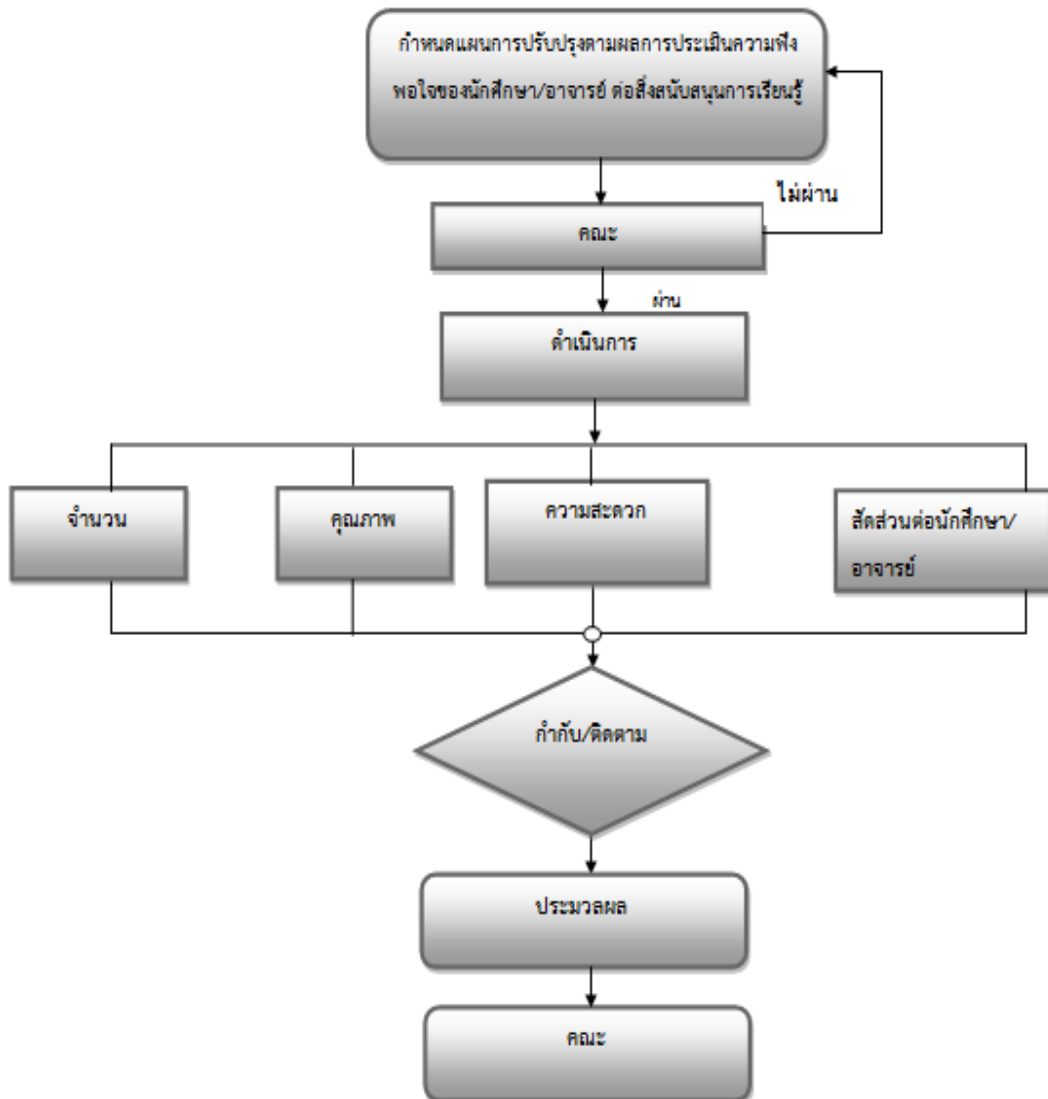 กำหนดแผนการปรับปรุงตามผลการประเมินความพึง
พอใจของนักศึกษา/อาจารย์ ต่อสิ่งสนับสนุนการเรียนรู้
ไม่ผ่าน
คณะ
ผ่าน
ดำเนินการ
จำนวน
คุณภาพ
ความสะดวก
สัดส่วนต่อนักศึกษา/
อาจารย์
กำกับ/ติดตาม
ประมวลผล
คณะ